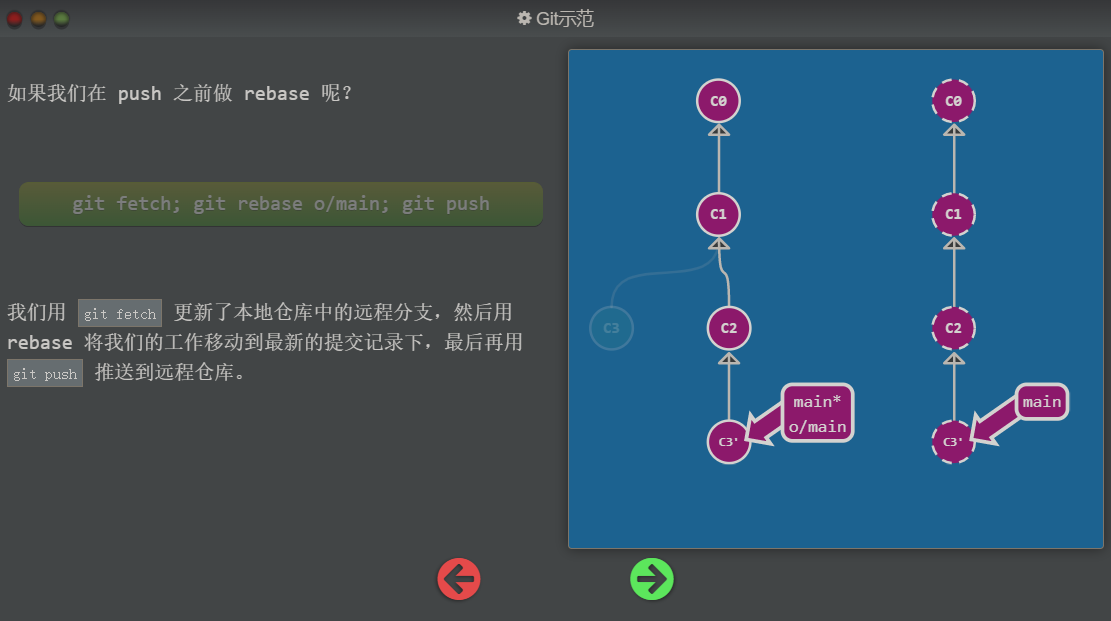 Git示范
如果我们在 push 之前做 rebase 呢?
git fetch; git rebase o/main; git push
我们用 git fetch 更新了本地仓库中的远程分支，然后用
rebase 将我们的工作移动到最新的提交记录下，最后再用
git push 推送到远程仓库。
C0
C1
C3
C2
C3'
main*
o/main
C0
C1
C2
C3'
main